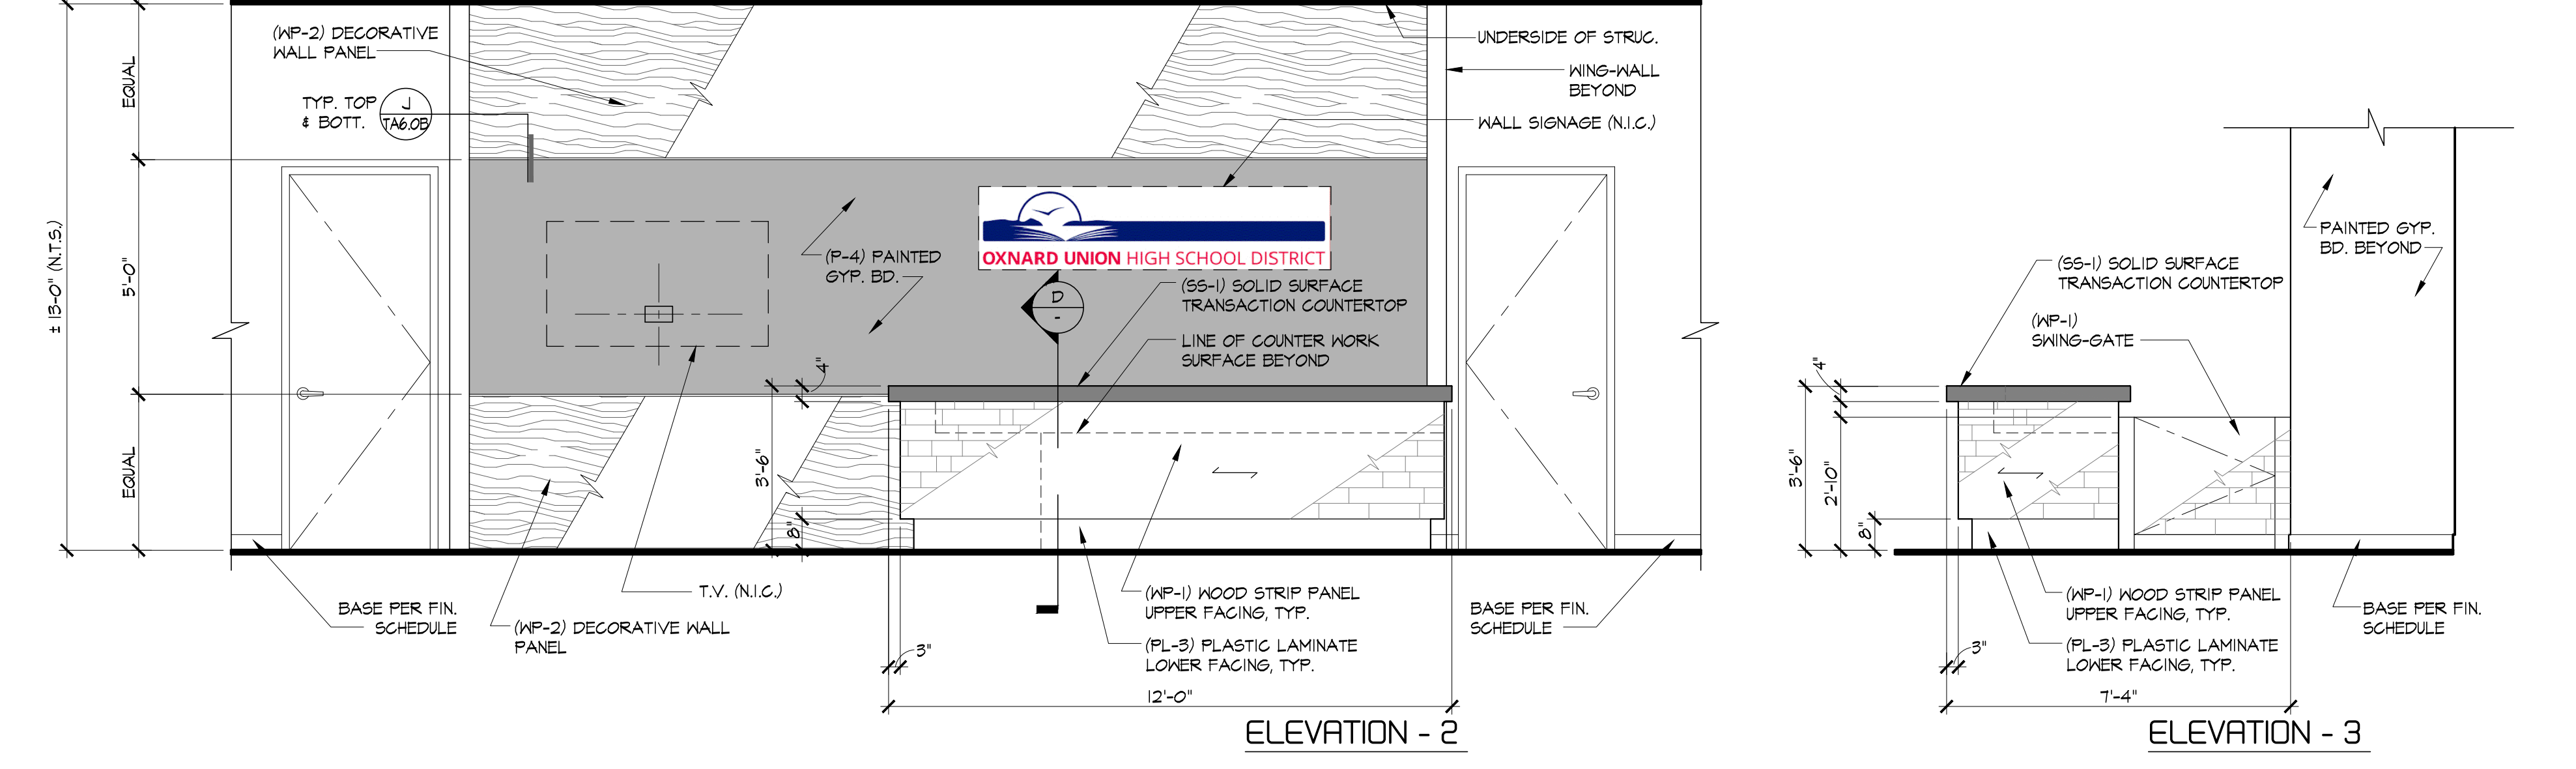 (WP-2) DECORATIVE
WALL PANEL
TYP. TOP
& BOTT.
J
TA6.0B
EQUAL
5'-0"
EQUAL
± 13'-0" (N.T.S.)
UNDERSIDE OF STRUC.
WING-WALL
BEYOND
WALL SIGNAGE (N.I.C.)
OXNARD UNION HIGH SCHOOL DISTRICT
(P-4) PAINTED
GYP. BD.
D
-
(SS-1) SOLID SURFACE
TRANSACTION COUNTERTOP
LINE OF COUNTER WORK
SURFACE BEYOND
4"
3'-6"
8"
T.V. (N.I.C.)
BASE PER FIN.
SCHEDULE
(WP-2) DECORATIVE WALL
PANEL
(WP-1) WOOD STRIP PANEL
UPPER FACING, TYP.
(PL-3) PLASTIC LAMINATE
LOWER FACING, TYP.
BASE PER FIN.
SCHEDULE
3"
12'-0"
ELEVATION - 2
PAINTED GYP.
BD. BEYOND
(SS-1) SOLID SURFACE
TRANSACTION COUNTERTOP
(WP-1)
SWING-GATE
4"
3'-6"
2'-10"
8"
(WP-1) WOOD STRIP PANEL
UPPER FACING, TYP.
(PL-3) PLASTIC LAMINATE
LOWER FACING, TYP.
BASE PER FIN.
SCHEDULE
3"
7'-4"
ELEVATION - 3